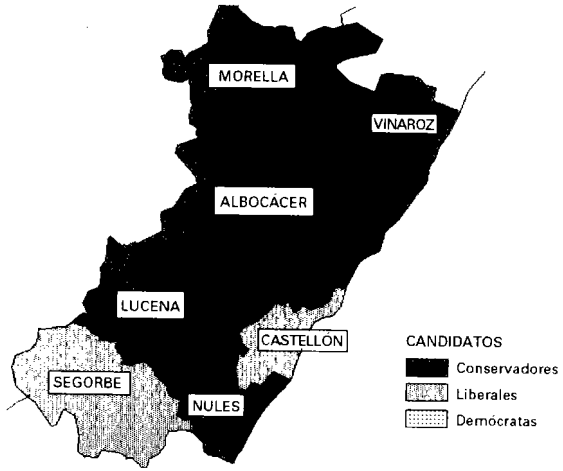 MORELLA
VINAROZ
ALBOCÁCER
LUCENA
CASTELLÓN
SEGORBE
NULES
CANDIDATOS
Conservadores
Liberales
Demócratas